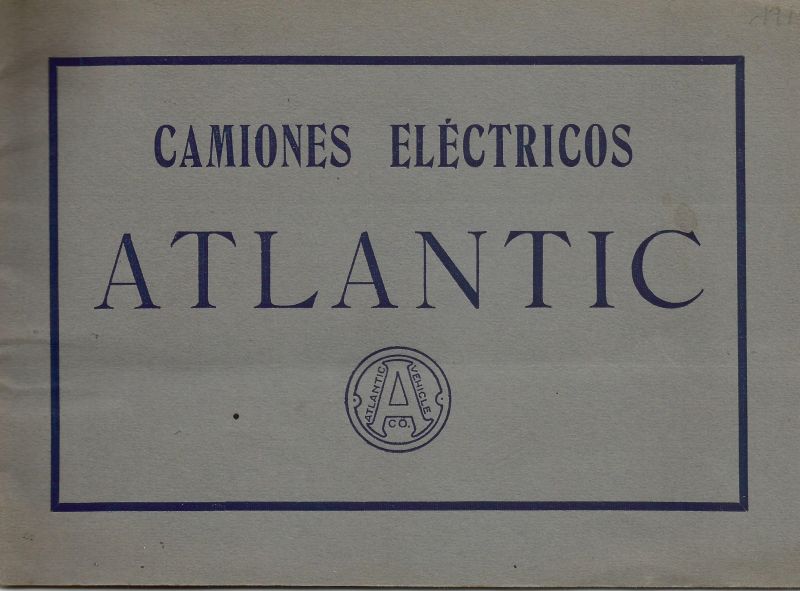 CAMIONES ELÉCTRICOS
ATLANTIC
ATLANTIC
A
VEHICLE
CO.